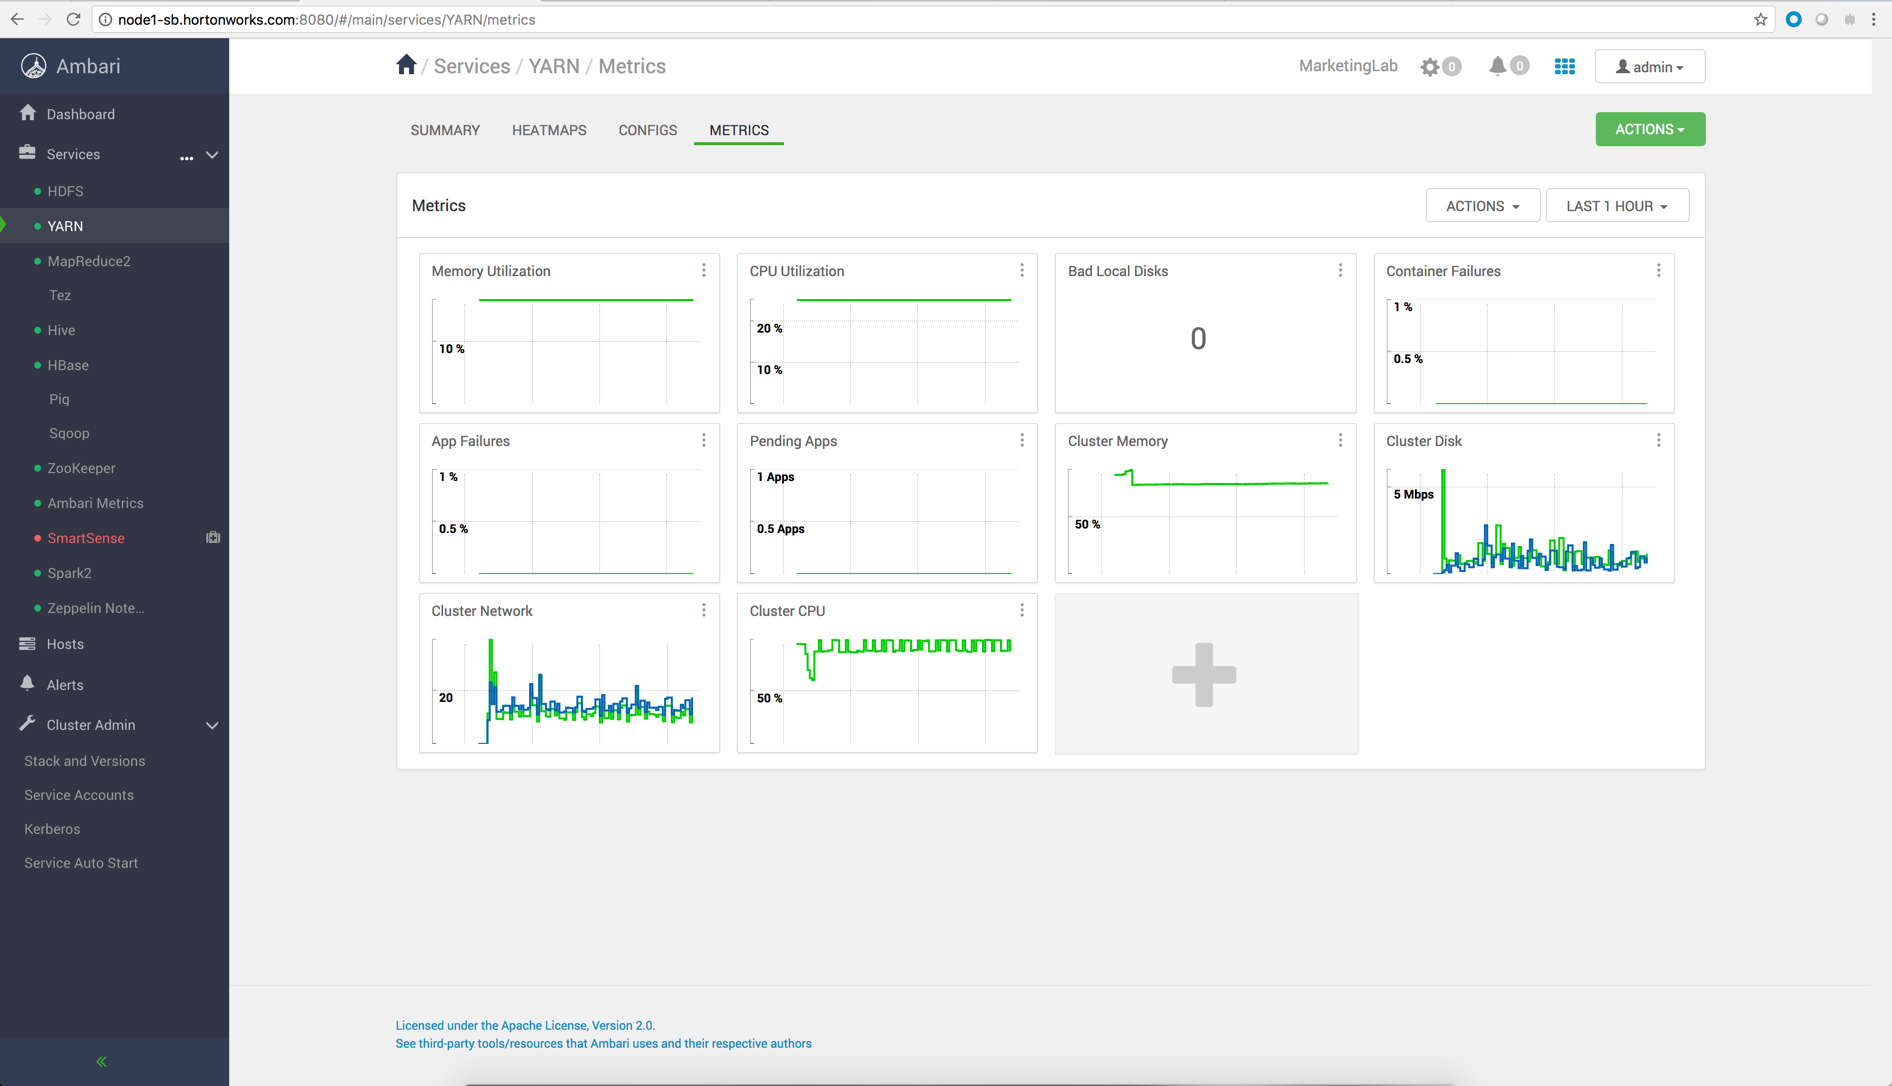 node1-sb.hortonworks.com:8080/#/main/services/YARN/metrics
Ambari
/ Services / YARN / Metrics
MarketingLab
0
0
admin
Dashboard
Services
...
HDFS
YARN
MapReduce2
Tez
Hive
HBase
Pig
Sqoop
ZooKeeper
Ambari Metrics
SmartSense
Spark2
Zeppelin Note...
Hosts
Alerts
Cluster Admin
Stack and Versions
Service Accounts
Kerberos
Service Auto Start
SUMMARY HEATMAPS CONFIGS METRICS
ACTIONS
Metrics
ACTIONS
LAST 1 HOUR
Memory Utilization
10 %
CPU Utilization
20 %
10 %
Bad Local Disks
0
Container Failures
1 %
0.5 %
App Failures
1 %
0.5 %
Pending Apps
1 Apps
0.5 Apps
Cluster Memory
50 %
Cluster Disk
5 Mbps
Cluster Network
20
Cluster CPU
50 %
Licensed under the Apache License, Version 2.0.
See third-party tools/resources that Ambari uses and their respective authors